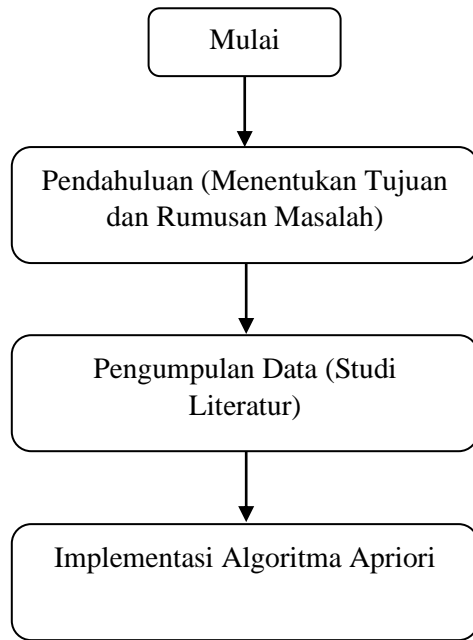 Mulai
Pendahuluan (Menentukan Tujuan
dan Rumusan Masalah)
Pengumpulan Data (Studi
Literatur)
Implementasi Algoritma Apriori